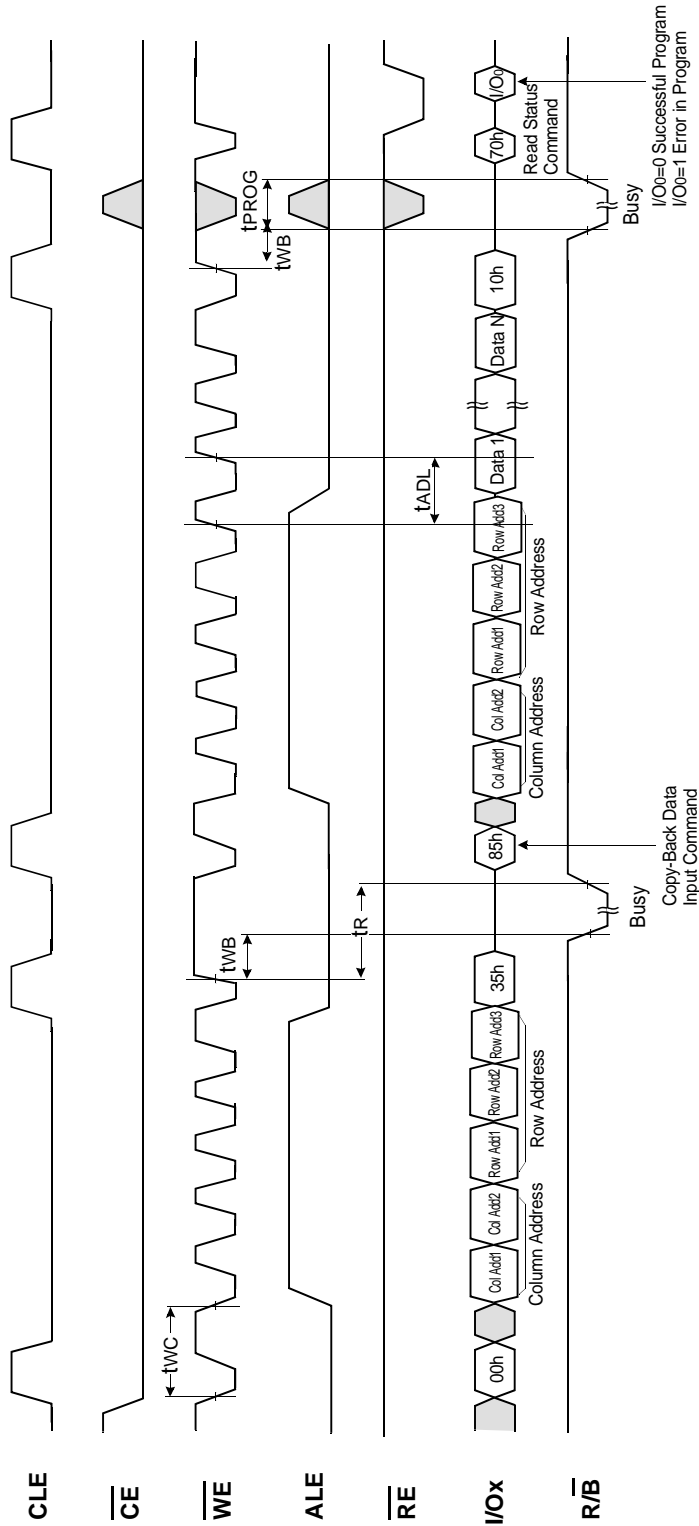 CLE
CE
WE
tWC
tWB
tWB
tPROG
ALE
tR
tADL
RE
I/Ox
00h
Col Add1
Col Add2
Row Add1
Row Add2
Row Add3
35h
85h
Col Add1
Col Add2
Row Add1
Row Add2
Row Add3
Data 1
Data N
10h
70h
I/O0
Column Address
Row Address
Column Address
Row Address
Read Status
Command
R/B
Busy
Busy
Copy-Back Data
Input Command
I/O0=0 Successful Program
I/O0=1 Error in Program